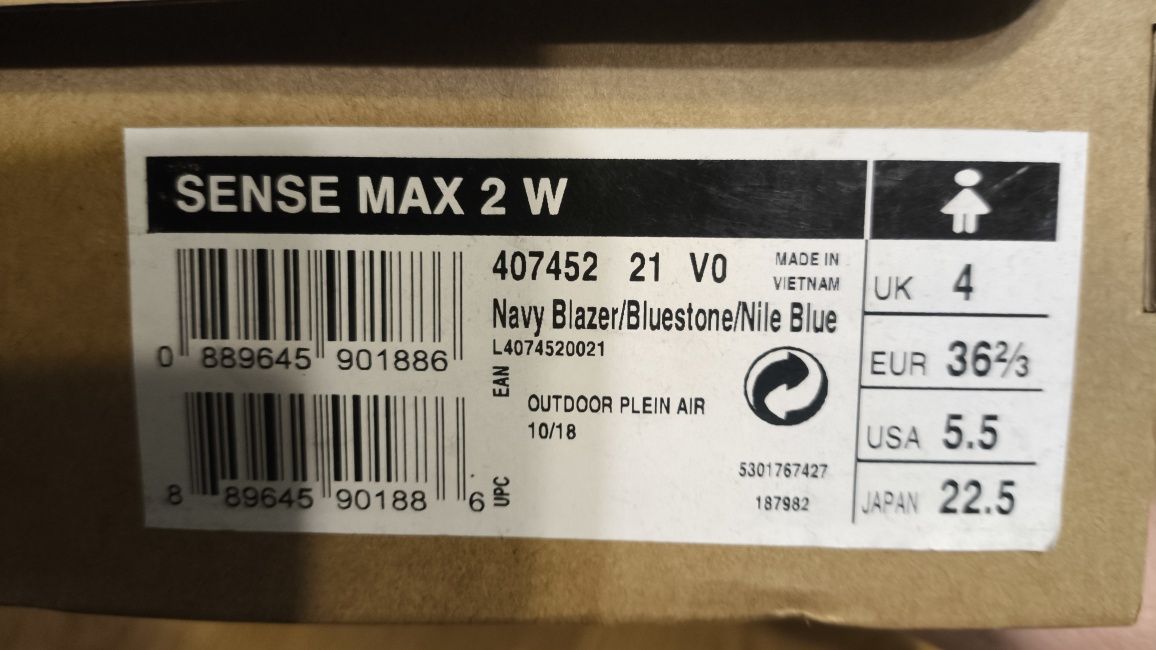 SENSE MAX 2 W
0 889645 901886
EAN
8 89645 90188 6
UPC
407452 21 V0
MADE IN
VIETNAM
Navy Blazer/Bluestone/Nile Blue
L4074520021
OUTDOOR PLEIN AIR
10/18
5301767427
187982
UK 4
EUR 36⅔
USA 5.5
JAPAN 22.5